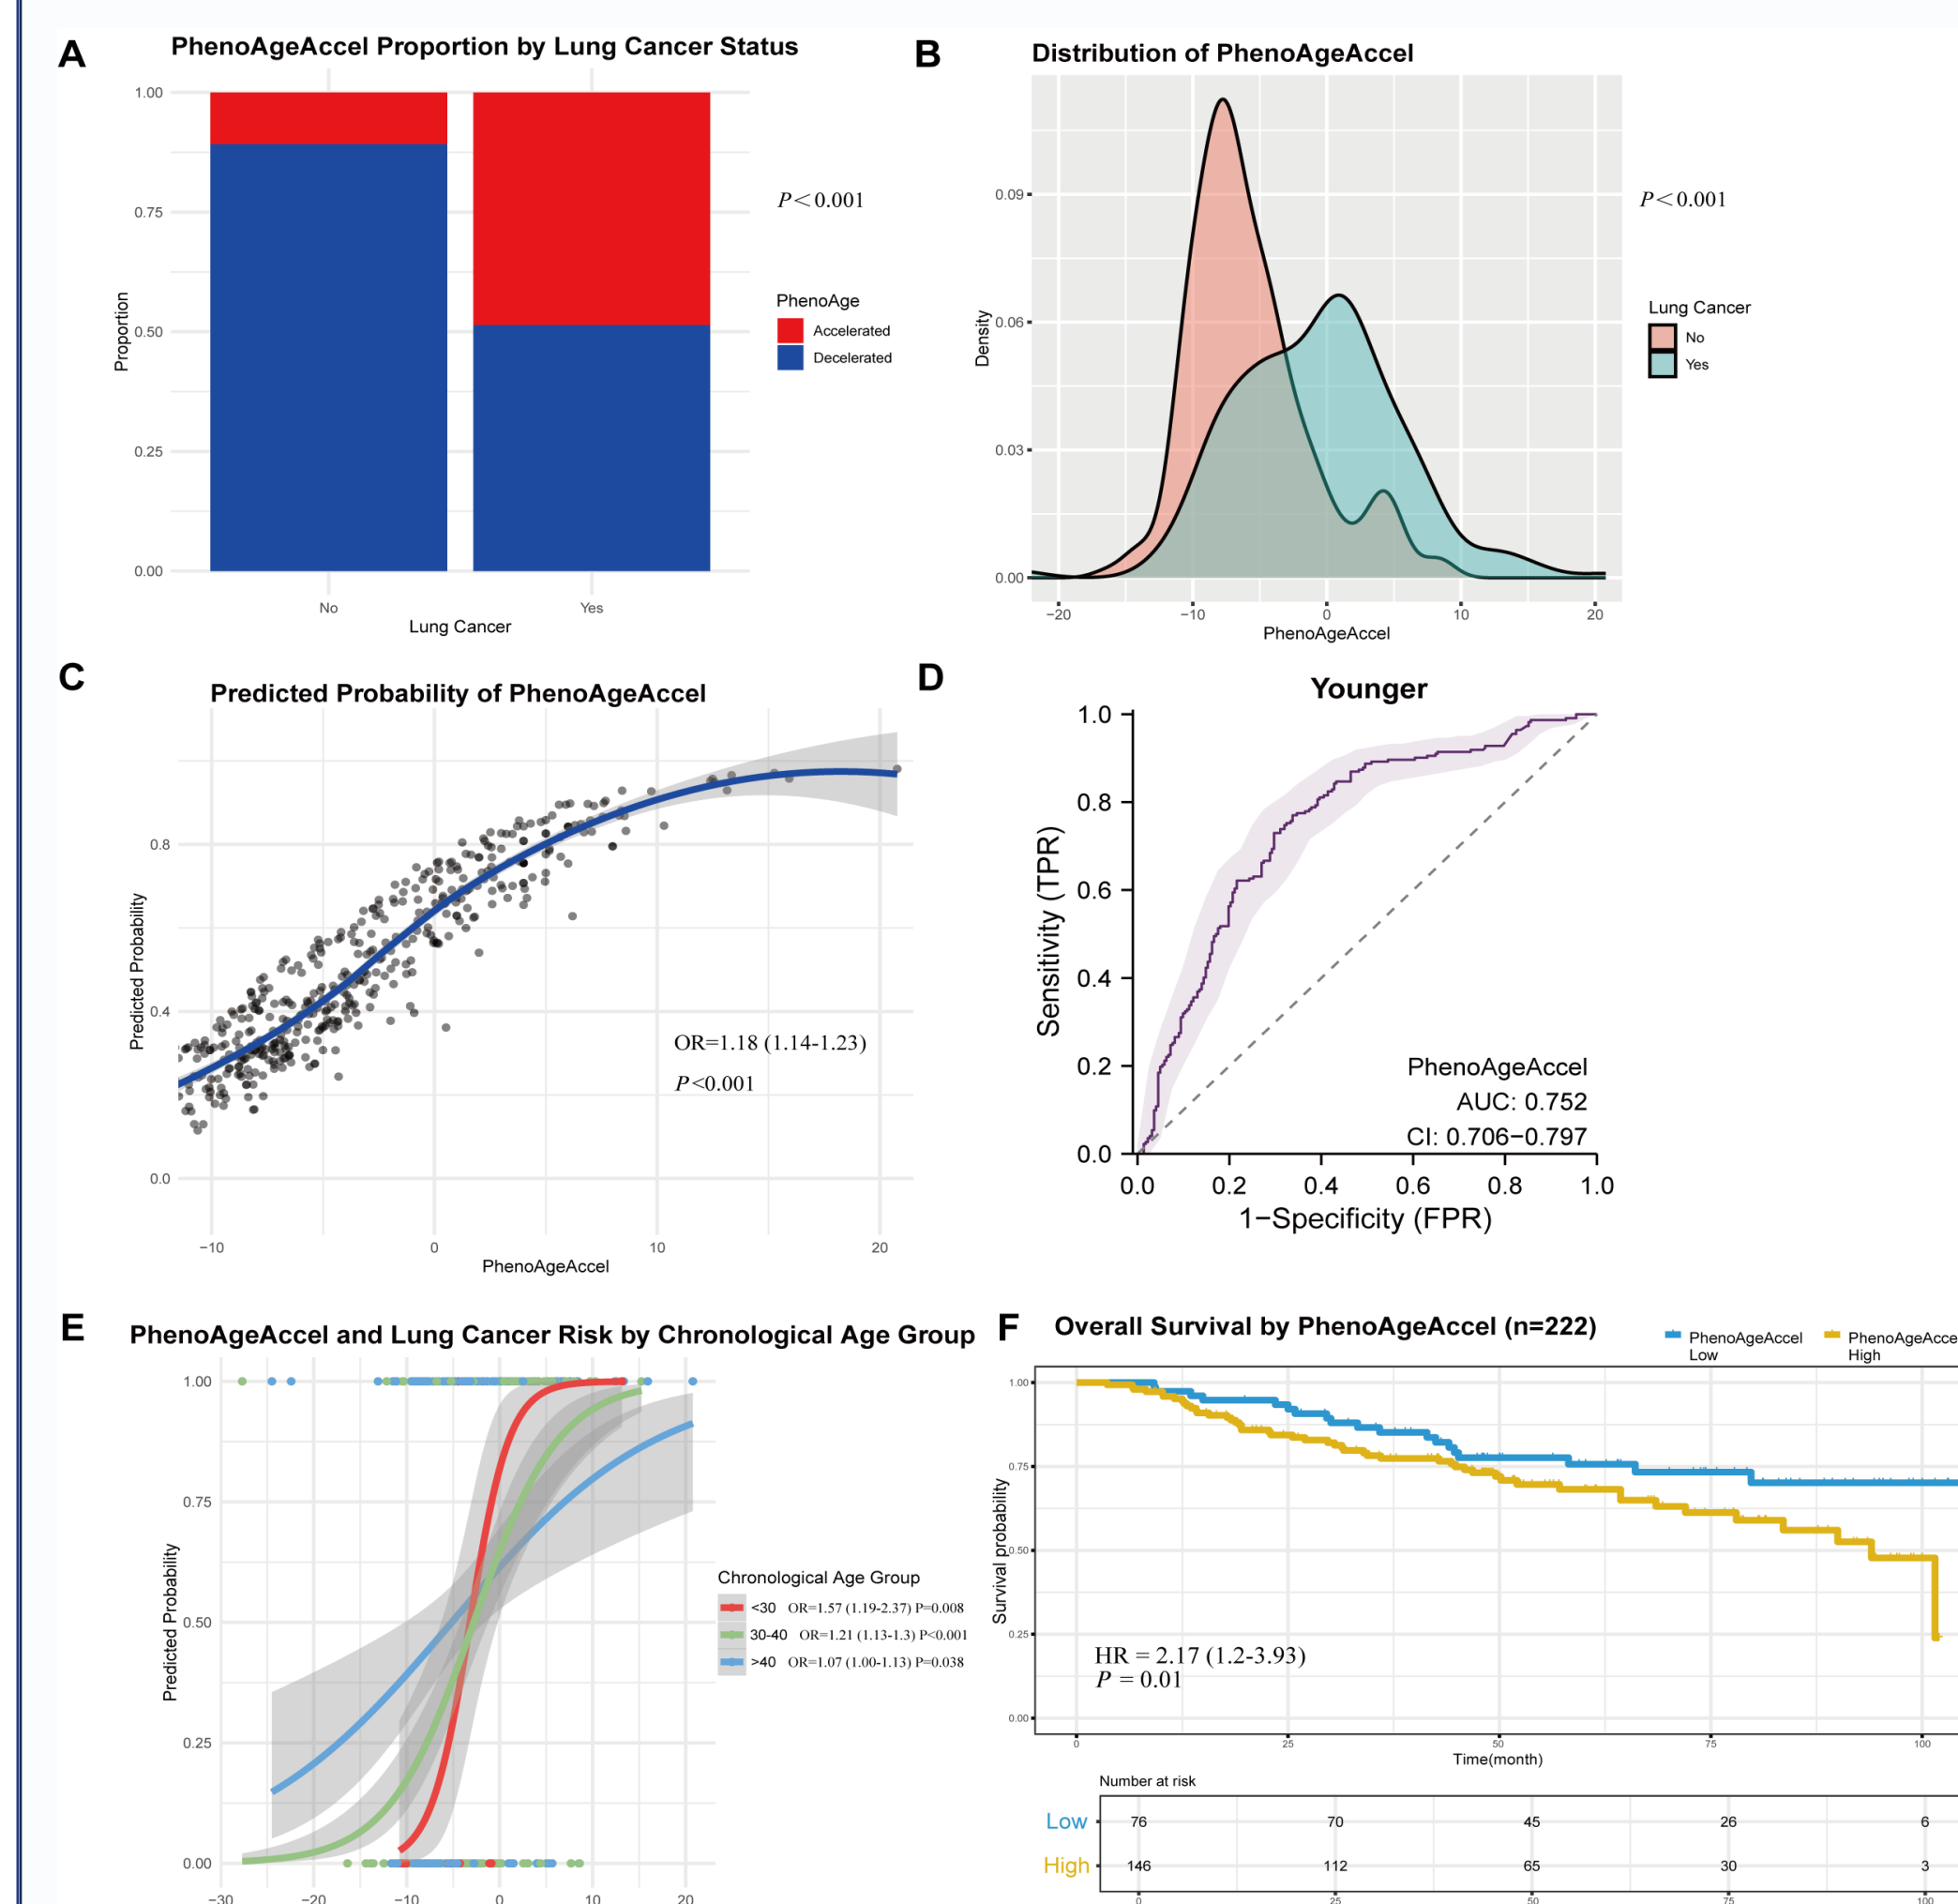 A
PhenoAgeAccel Proportion by Lung Cancer Status
1.00
0.75
0.50
0.25
0.00
Proportion
No
Yes
Lung Cancer
P<0.001
PhenoAge
Accelerated
Decelerated
B
Distribution of PhenoAgeAccel
0.09
0.06
0.03
0.00
Density
−20
−10
0
10
20
PhenoAgeAccel
P<0.001
Lung Cancer
No
Yes
C
Predicted Probability of PhenoAgeAccel
0.8
0.4
0.0
Predicted Probability
OR=1.18 (1.14-1.23)
P<0.001
−10
0
10
20
PhenoAgeAccel
D
Younger
1.0
0.8
0.6
0.4
0.2
0.0
Sensitivity (TPR)
PhenoAgeAccel
AUC: 0.752
CI: 0.706−0.797
0.0
0.2
0.4
0.6
0.8
1.0
1−Specificity (FPR)
E
PhenoAgeAccel and Lung Cancer Risk by Chronological Age Group
1.00
0.75
0.50
0.25
0.00
Predicted Probability
−30
−20
−10
0
10
20
Chronological Age Group
<30 OR=1.57 (1.19-2.37) P=0.008
30-40 OR=1.21 (1.13-1.3) P<0.001
>40 OR=1.07 (1.00-1.13) P=0.038
F
Overall Survival by PhenoAgeAccel (n=222)
PhenoAgeAccel
Low
PhenoAgeAcce
High
1.00
0.75
0.50
0.25
0.00
Survival probability
HR = 2.17 (1.2-3.93)
P = 0.01
0
25
50
75
100
Time(month)
Number at risk
Low 76 70 45 26 6
High 146 112 65 30 3
0
25
50
75
100